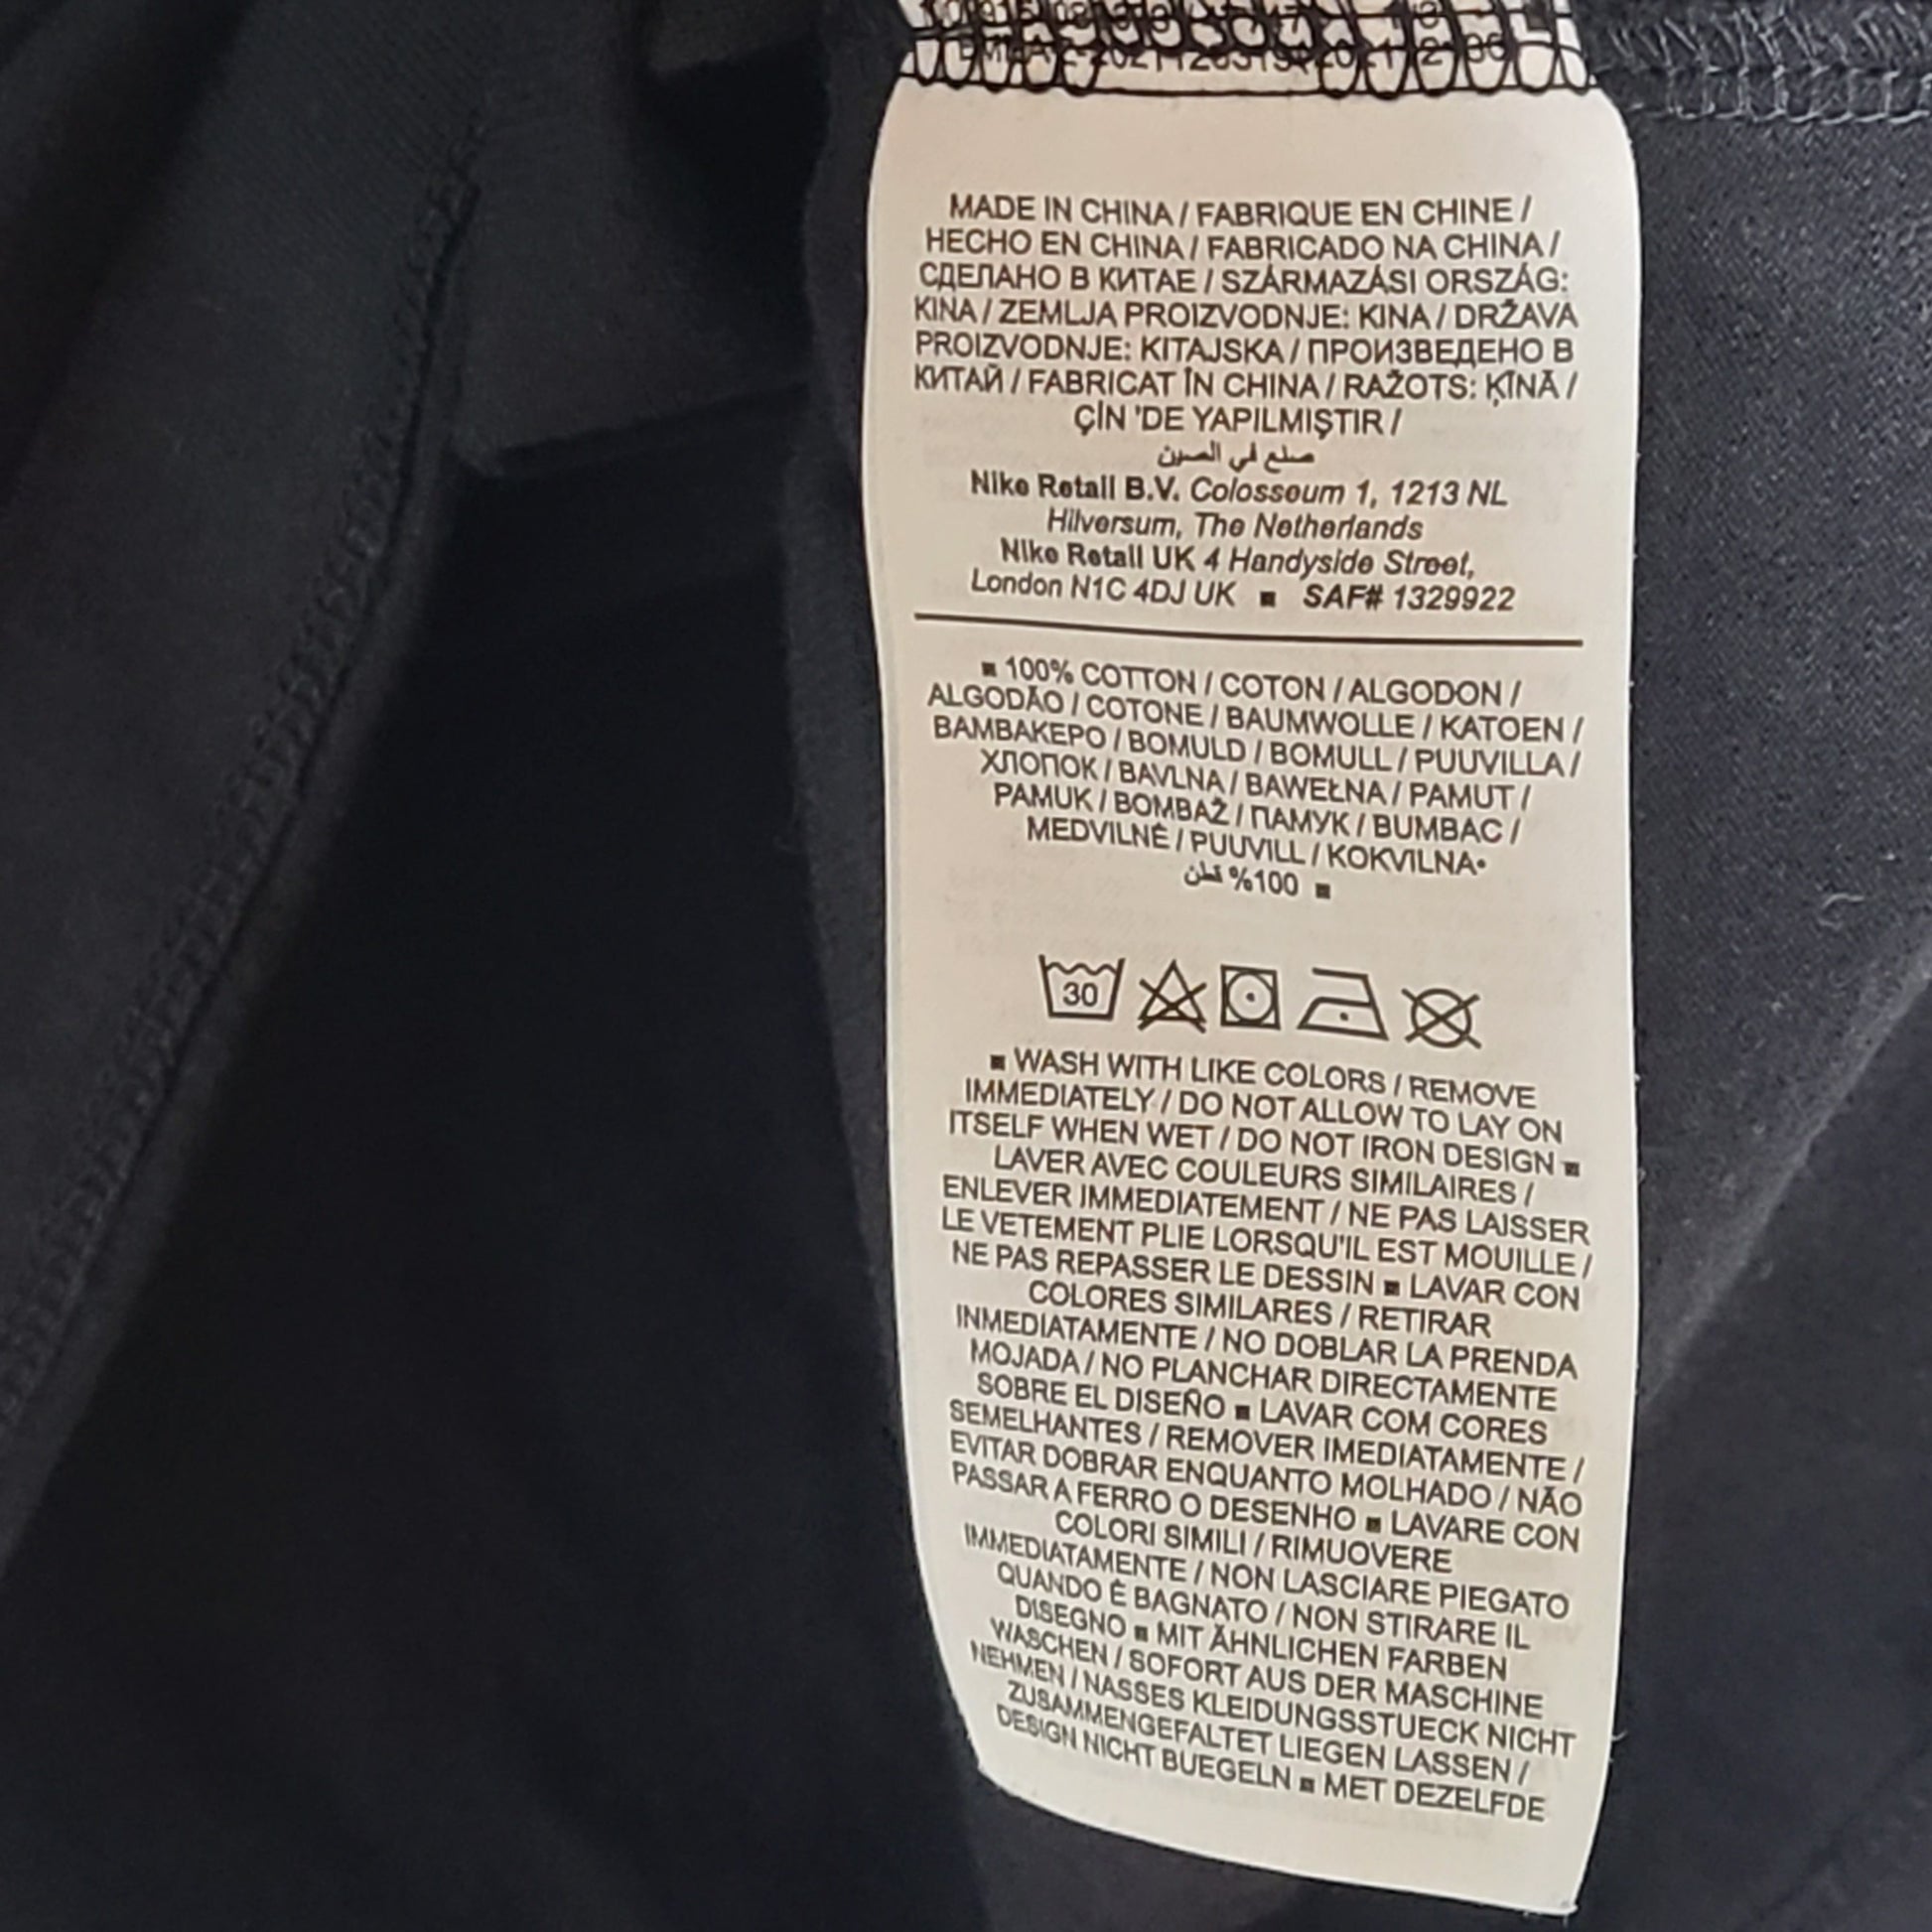 MADE IN CHINA / FABRIQUE EN CHINE /
HECHO EN CHINA / FABRICADO NA CHINA /
СДЕЛАНО В КИТАЕ / SZÁRMAZÁSI ORSZÁG:
KINA / ZEMLJA PROIZVODNJE: KINA / DRŽAVA
PROIZVODNJE: KITAJSKA / ПРОИЗВЕДЕНО В
КИТАЙ / FABRICAT ÎN CHINA / RAŽOTS: ĶĪNĀ /
ÇİN 'DE YAPILMIŞTIR /
صنع في الصين
Nike Retail B.V. Colosseum 1, 1213 NL
Hilversum, The Netherlands
Nike Retail UK 4 Handyside Street,
London N1C 4DJ UK ■ SAF# 1329922
■ 100% COTTON / COTON / ALGODON /
ALGODÃO / COTONE / BAUMWOLLE / KATOEN /
ΒΑΜΒΑΚΕΡΟ / BOMULD / BOMULL / PUUVILLA /
ХЛОПОК / BAVLNA / BAWEŁNA / PAMUT /
PAMUK / BOMBAŽ / ПАМУК / BUMBAC /
MEDVILNĖ / PUUVILL / KOKVILNA•
■ 100% قطن
30
■ WASH WITH LIKE COLORS / REMOVE
IMMEDIATELY / DO NOT ALLOW TO LAY ON
ITSELF WHEN WET / DO NOT IRON DESIGN ■
LAVER AVEC COULEURS SIMILAIRES /
ENLEVER IMMEDIATEMENT / NE PAS LAISSER
LE VETEMENT PLIE LORSQU'IL EST MOUILLE /
NE PAS REPASSER LE DESSIN ■ LAVAR CON
COLORES SIMILARES / RETIRAR
INMEDIATAMENTE / NO DOBLAR LA PRENDA
MOJADA / NO PLANCHAR DIRECTAMENTE
SOBRE EL DISEÑO ■ LAVAR COM CORES
SEMELHANTES / REMOVER IMEDIATAMENTE /
EVITAR DOBRAR ENQUANTO MOLHADO / NÃO
PASSAR A FERRO O DESENHO ■ LAVARE CON
COLORI SIMILI / RIMUOVERE
IMMEDIATAMENTE / NON LASCIARE PIEGATO
QUANDO È BAGNATO / NON STIRARE IL
DISEGNO ■ MIT ÄHNLICHEN FARBEN
WASCHEN / SOFORT AUS DER MASCHINE
NEHMEN / NASSES KLEIDUNGSSTUECK NICHT
ZUSAMMENGEFALTET LIEGEN LASSEN /
DESIGN NICHT BUEGELN ■ MET DEZELFDE